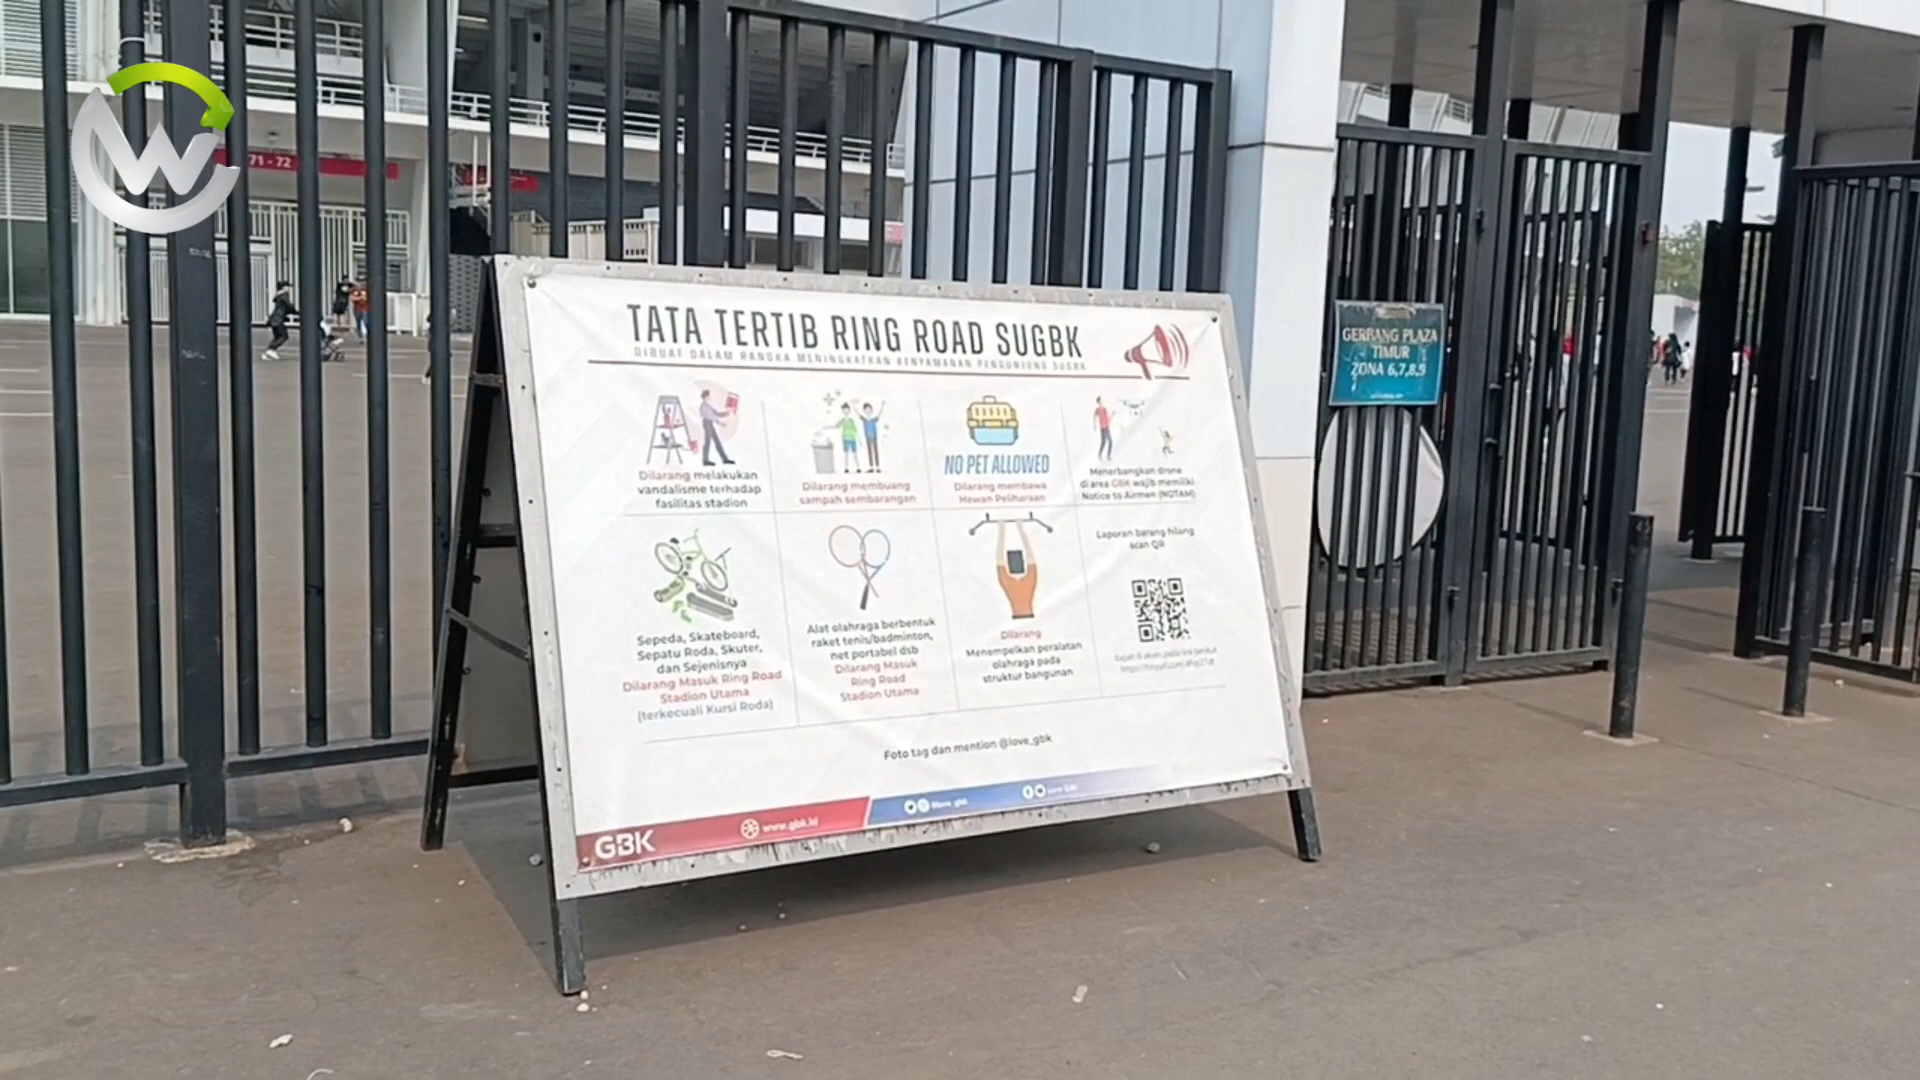 W
71 - 72
TATA TERTIB RING ROAD SUGBK
DIBUAT DALAM RANGKA MENINGKATKAN KENYAMANAN PENGUNJUNG SUGBK
Dilarang melakukan
vandalisme terhadap
fasilitas stadion
Dilarang membuang
sampah sembarangan
NO PET ALLOWED
Dilarang membawa
Hewan Peliharaan
Menerbangkan drone
di area GBK wajib memiliki
Notice to Airmen (NOTAM)
Sepeda, Skateboard,
Sepatu Roda, Skuter,
dan Sejenisnya
Dilarang Masuk Ring Road
Stadion Utama
(terkecuali Kursi Roda)
Alat olahraga berbentuk
raket tenis/badminton,
net portabel dsb
Dilarang Masuk
Ring Road
Stadion Utama
Dilarang
Menempelkan peralatan
olahraga pada
struktur bangunan
Laporan barang hilang
scan QR
Foto tag dan mention @love_gbk
GBK
www.gbk.id
@love_gbk
Love GBK
GERBANG PLAZA
TIMUR
ZONA 6,7,8,9